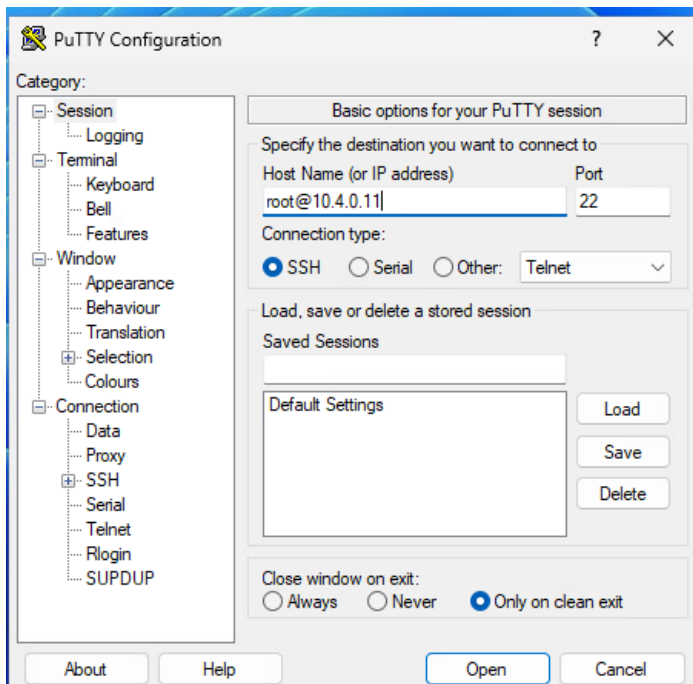 PuTTY Configuration
?
Category:
Session
Logging
Terminal
Keyboard
Bell
Features
Window
Appearance
Behaviour
Translation
Selection
Colours
Connection
Data
Proxy
SSH
Serial
Telnet
Rlogin
SUPDUP
Basic options for your PuTTY session
Specify the destination you want to connect to
Host Name (or IP address) Port
root@10.4.0.11 22
Connection type:
SSH Serial Other: Telnet
Load, save or delete a stored session
Saved Sessions
Default Settings
Load
Save
Delete
Close window on exit:
Always Never Only on clean exit
About Help Open Cancel